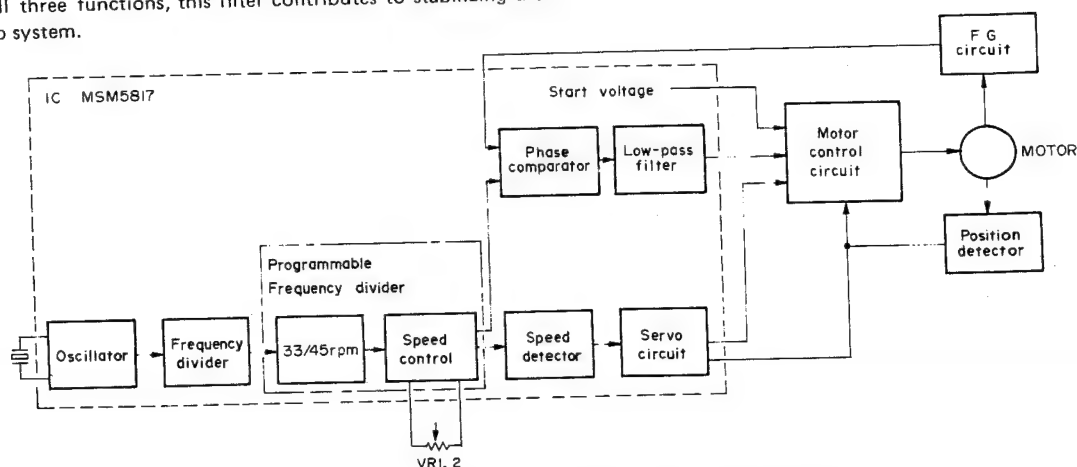 ll three functions, this filter contributes to stabilizing
o system.
F G
circuit
IC MSM5817
Start voltage
Phase
comparator
Low-pass
filter
Motor
control
circuit
MOTOR
Position
detector
Programmable
Frequency divider
Oscillator
Frequency
divider
33/45rpm
Speed
control
Speed
detector
Servo
circuit
VR1, 2